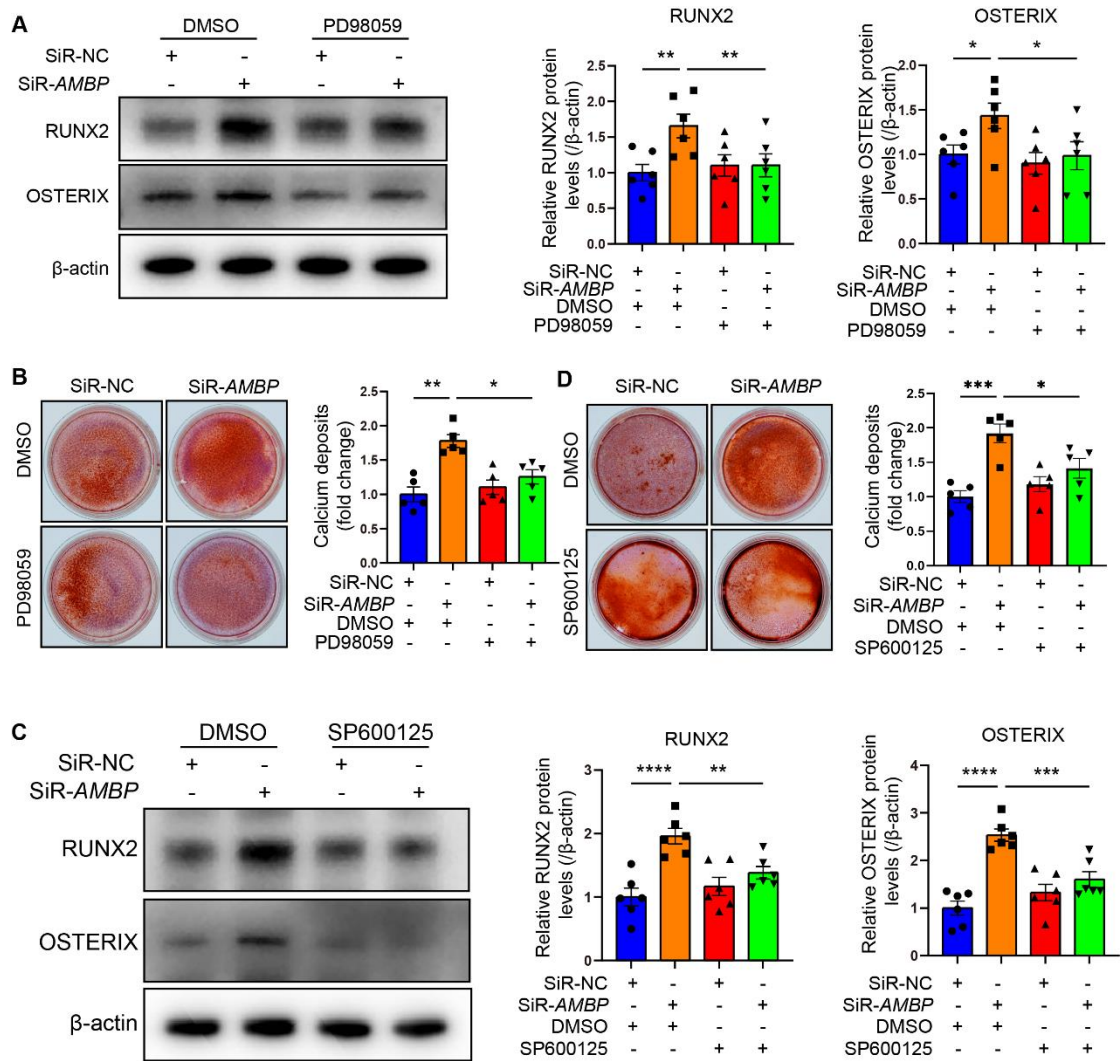 A
DMSO PD98059
SiR-NC + - + -
SiR-AMBP - + - +
RUNX2
OSTERIX
β-actin
RUNX2
Relative RUNX2 protein
levels (/β-actin)
2.5
2.0
1.5
1.0
0.5
0.0
** **
SiR-NC + - + -
SiR-AMBP - + - +
DMSO + + - -
PD98059 - - + +
OSTERIX
Relative OSTERIX protein
levels (/β-actin)
2.0
1.5
1.0
0.5
0.0
* *
SiR-NC + - + -
SiR-AMBP - + - +
DMSO + + - -
PD98059 - - + +
B
SiR-NC SiR-AMBP
DMSO
PD98059
Calcium deposits
(fold change)
2.5
2.0
1.5
1.0
0.5
0.0
** *
SiR-NC + - + -
SiR-AMBP - + - +
DMSO + + - -
PD98059 - - + +
D
SiR-NC SiR-AMBP
DMSO
SP600125
Calcium deposits
(fold change)
2.5
2.0
1.5
1.0
0.5
0.0
*** *
SiR-NC + - + -
SiR-AMBP - + - +
DMSO + + - -
SP600125 - - + +
C
DMSO SP600125
SiR-NC + - + -
SiR-AMBP - + - +
RUNX2
OSTERIX
β-actin
RUNX2
Relative RUNX2 protein
levels (/β-actin)
3
2
1
0
**** **
SiR-NC + - + -
SiR-AMBP - + - +
DMSO + + - -
SP600125 - - + +
OSTERIX
Relative OSTERIX protein
levels (/β-actin)
4
3
2
1
0
**** ***
SiR-NC + - + -
SiR-AMBP - + - +
DMSO + + - -
SP600125 - - + +